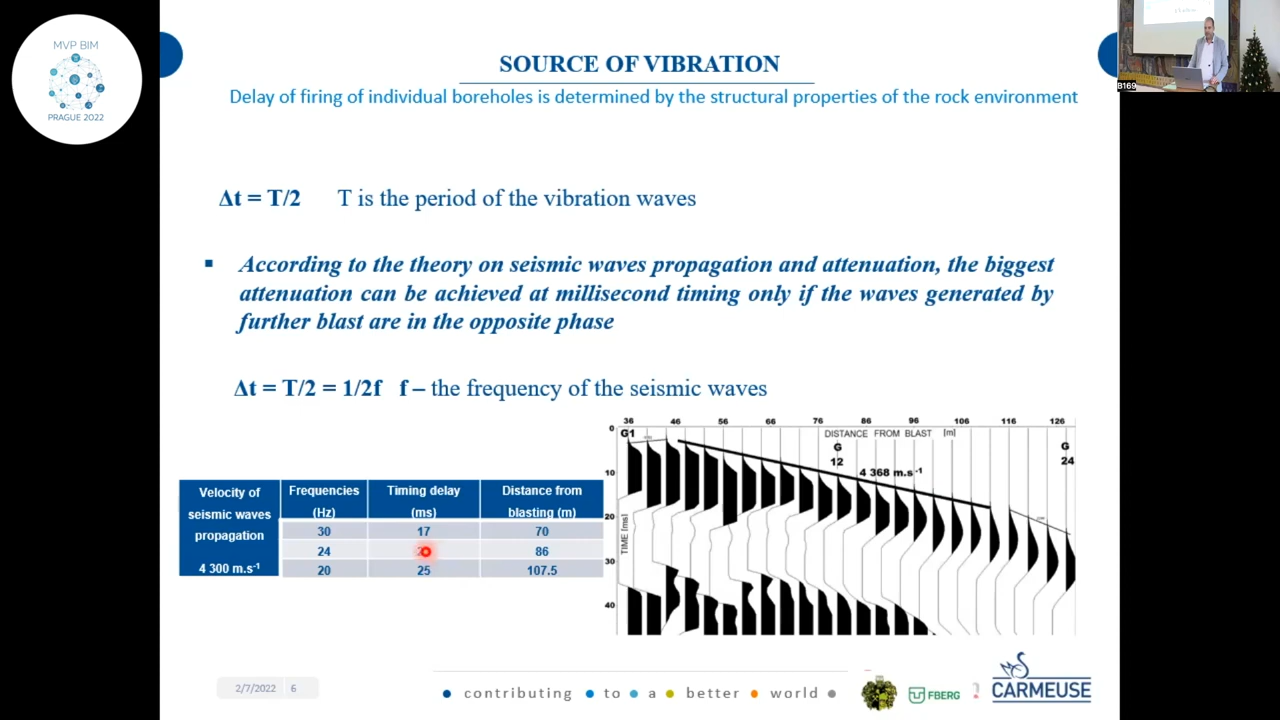 MVP BIM
PRAGUE 2022
B169
SOURCE OF VIBRATION
Delay of firing of individual boreholes is determined by the structural properties of the rock environment
Δt = T/2 T is the period of the vibration waves
▪ According to the theory on seismic waves propagation and attenuation, the biggest
attenuation can be achieved at millisecond timing only if the waves generated by
further blast are in the opposite phase
Δt = T/2 = 1/2f f – the frequency of the seismic waves
Velocity of
seismic waves
propagation
4 300 m.s⁻¹
Frequencies
(Hz)
Timing delay
(ms)
Distance from
blasting (m)
30 17 70
24 86
20 25 107.5
36 46 56 66 76 86 96 106 116 126
DISTANCE FROM BLAST [m]
G1
G
12
G
24
4 368 m.s⁻¹
TIME [ms]
0
10
20
30
40
2/7/2022 6
contributing to a better world
FBERG
CARMEUSE